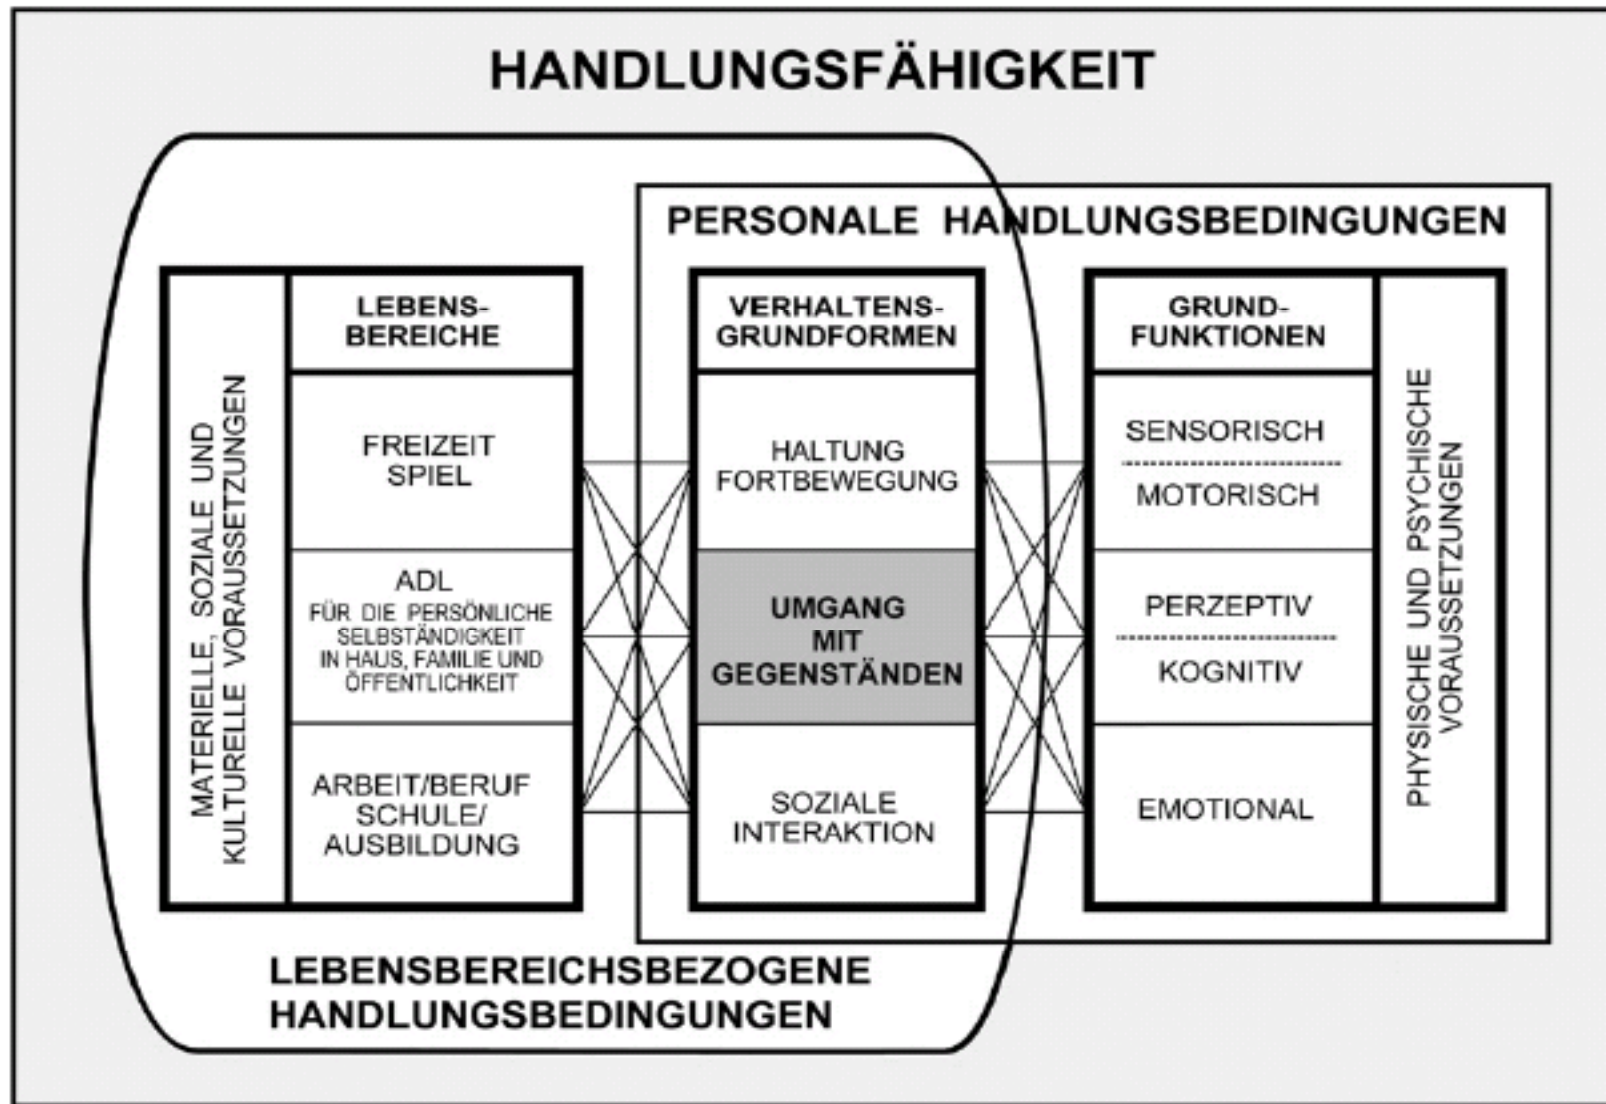 HANDLUNGSFÄHIGKEIT
PERSONALE HANDLUNGSBEDINGUNGEN
MATERIELLE, SOZIALE UND
KULTURELLE VORAUSSETZUNGEN
LEBENS-
BEREICHE
FREIZEIT
SPIEL
ADL
FÜR DIE PERSÖNLICHE
SELBSTÄNDIGKEIT
IN HAUS, FAMILIE UND
ÖFFENTLICHKEIT
ARBEIT/BERUF
SCHULE/
AUSBILDUNG
VERHALTENS-
GRUNDFORMEN
HALTUNG
FORTBEWEGUNG
UMGANG
MIT
GEGENSTÄNDEN
SOZIALE
INTERAKTION
GRUND-
FUNKTIONEN
SENSORISCH
MOTORISCH
PERZEPTIV
KOGNITIV
EMOTIONAL
PHYSISCHE UND PSYCHISCHE
VORAUSSETZUNGEN
LEBENSBEREICHSBEZOGENE
HANDLUNGSBEDINGUNGEN